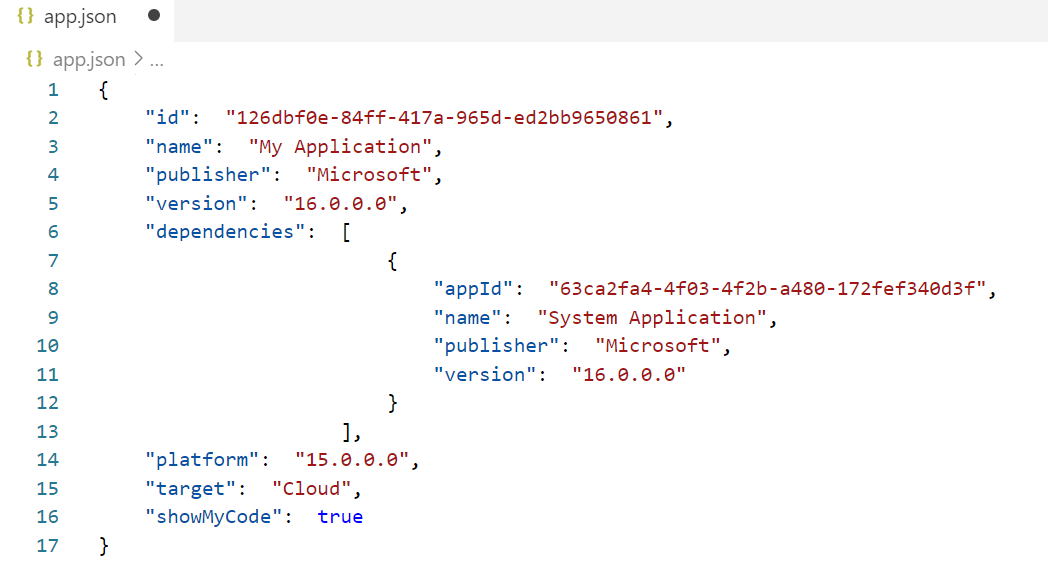 {} app.json ●
{} app.json > ...
1 {
2     "id":  "126dbf0e-84ff-417a-965d-ed2bb9650861",
3     "name":  "My Application",
4     "publisher":  "Microsoft",
5     "version":  "16.0.0.0",
6     "dependencies":  [
7                          {
8                              "appId":  "63ca2fa4-4f03-4f2b-a480-172fef340d3f",
9                              "name":  "System Application",
10                              "publisher":  "Microsoft",
11                              "version":  "16.0.0.0"
12                          }
13                      ],
14     "platform":  "15.0.0.0",
15     "target":  "Cloud",
16     "showMyCode":  true
17 }